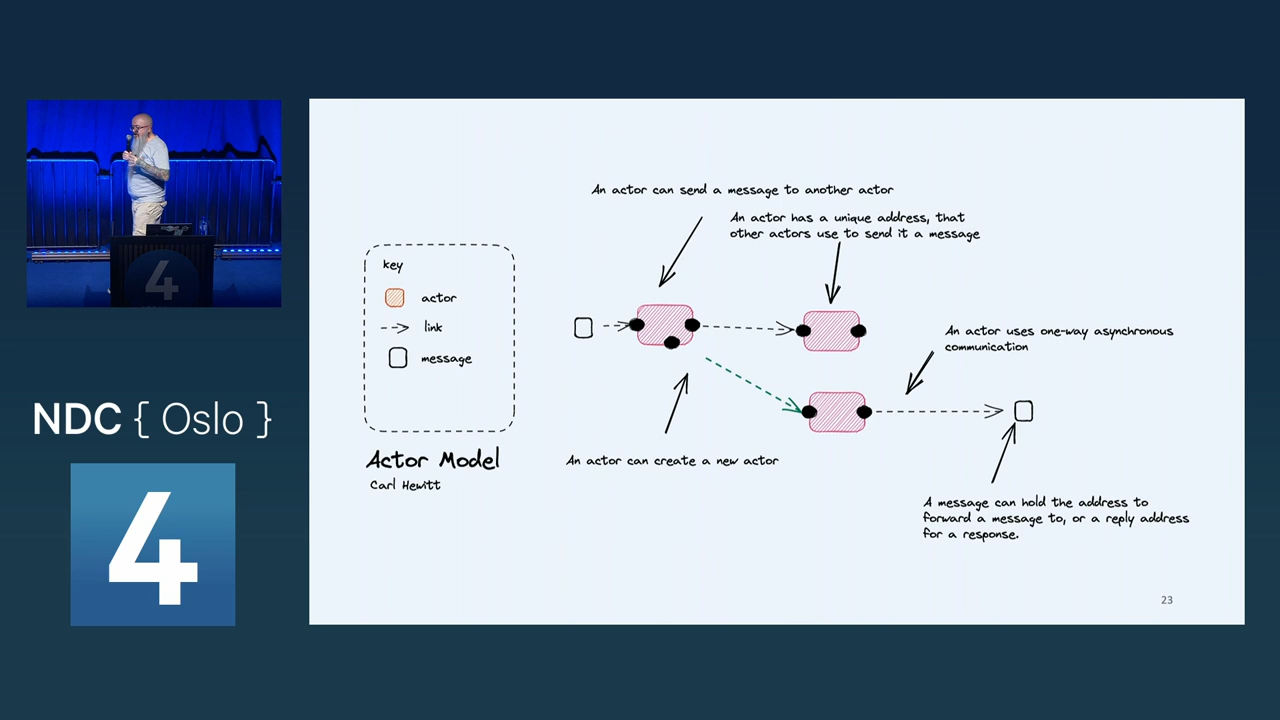 An actor can send a message to another actor
An actor has a unique address, that
other actors use to send it a message
key
actor
link
message
An actor uses one-way asynchronous
communication
Actor Model
Carl Hewitt
An actor can create a new actor
A message can hold the address to
forward a message to, or a reply address
for a response.
23
4
NDC { Oslo }
4